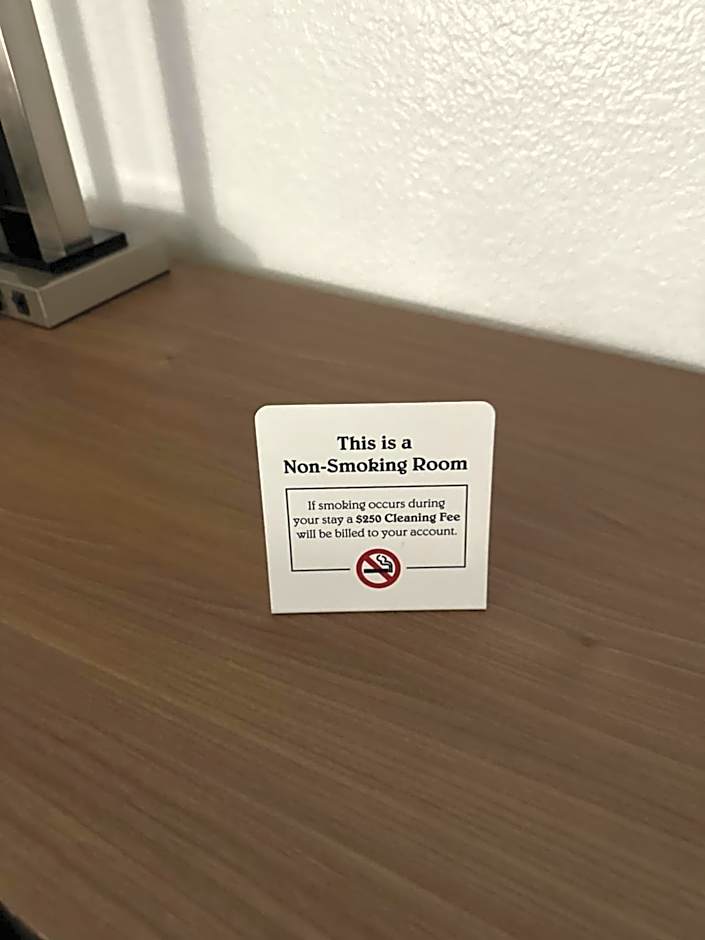 This is a
Non-Smoking Room
If smoking occurs during
your stay a $250 Cleaning Fee
will be billed to your account.